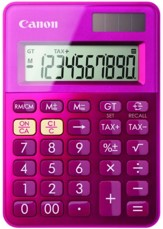 Canon
GT TAX+
M
1234567890
RM/CM M− M+ GT SET RECALL
ON/CA CI/C → TAX− TAX+
7 8 9 %± √
4 5 6 × ÷
1 2 3 + −
0 00 . =